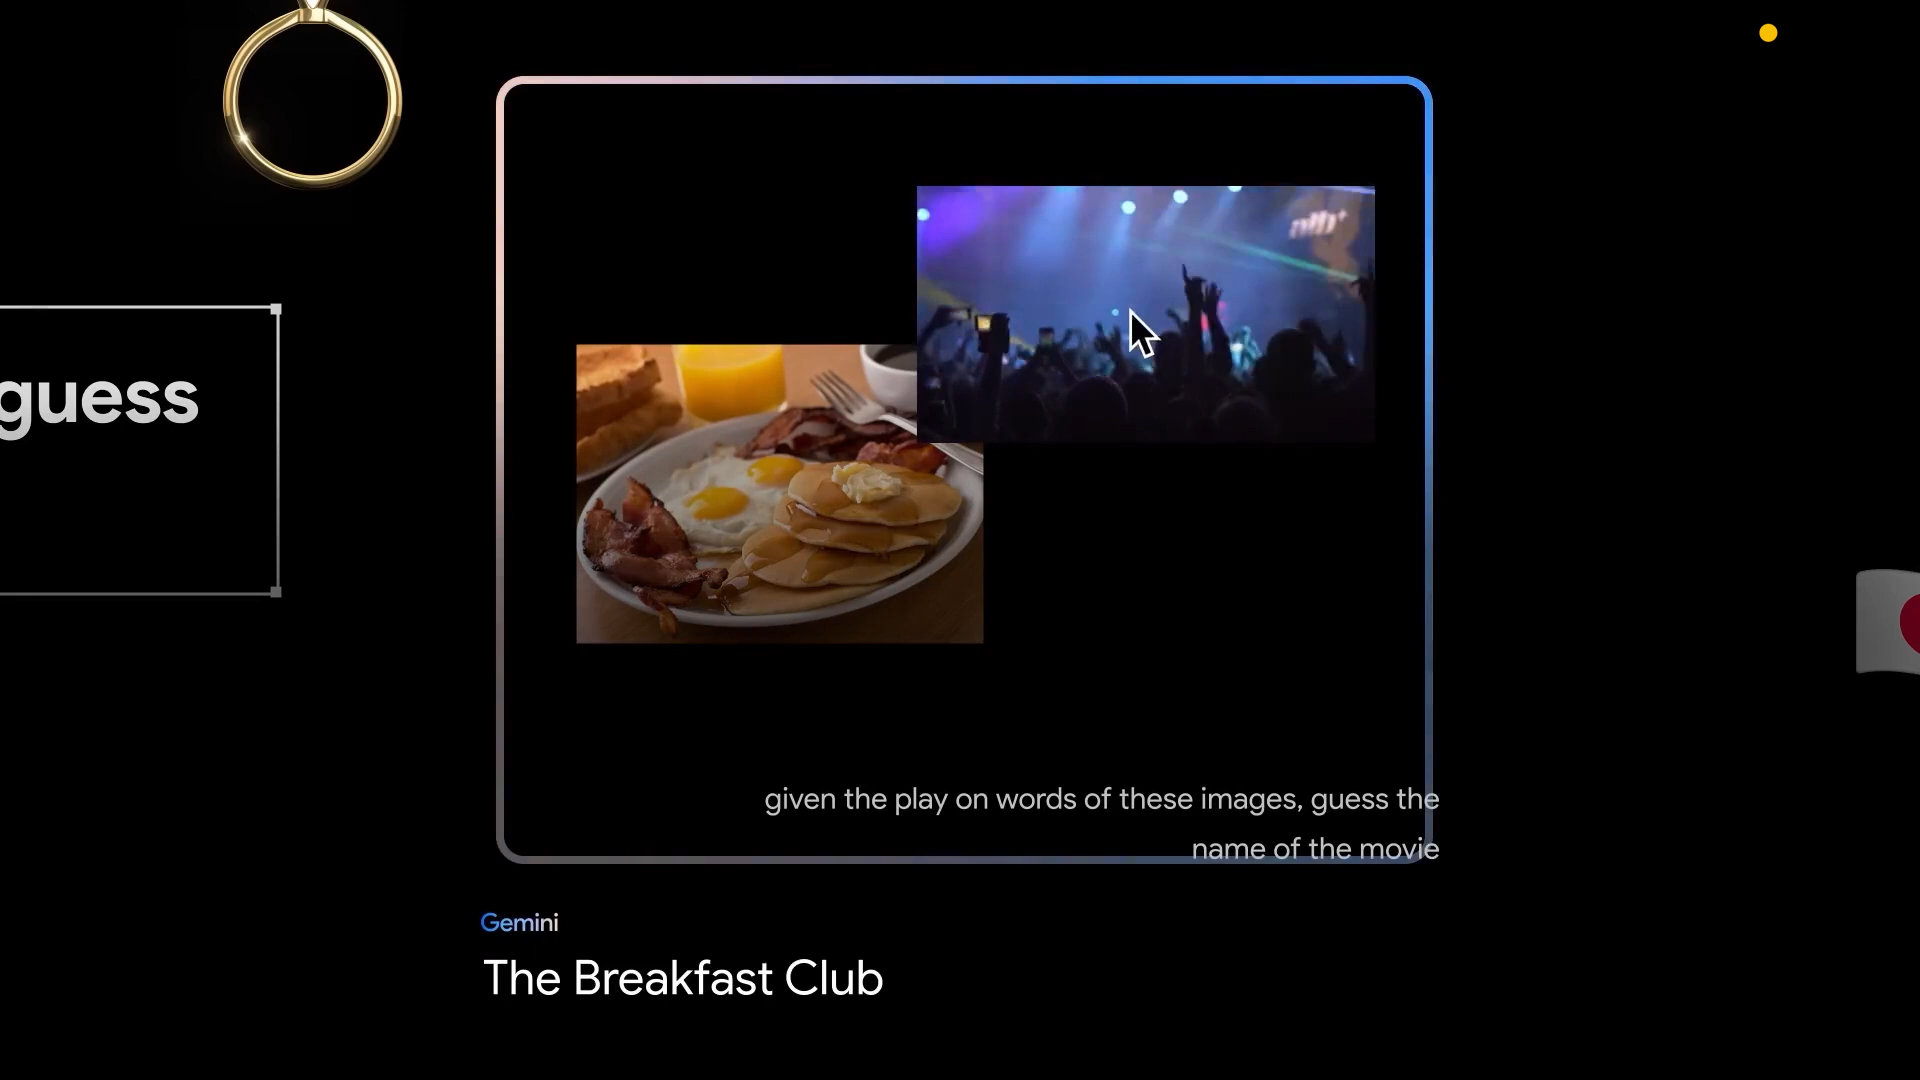 guess
given the play on words of these images, guess the
name of the movie
Gemini
The Breakfast Club